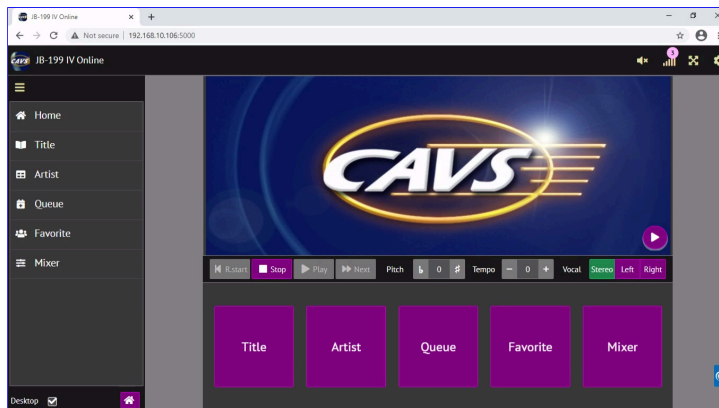 JB-199 IV Online
Not secure | 192.168.10.106:5000
CAVS JB-199 IV Online
3
Home
Title
Artist
Queue
Favorite
Mixer
CAVS
R.start Stop Play Next Pitch ♭ 0 ♯ Tempo − 0 + Vocal Stereo Left Right
Title Artist Queue Favorite Mixer
Desktop